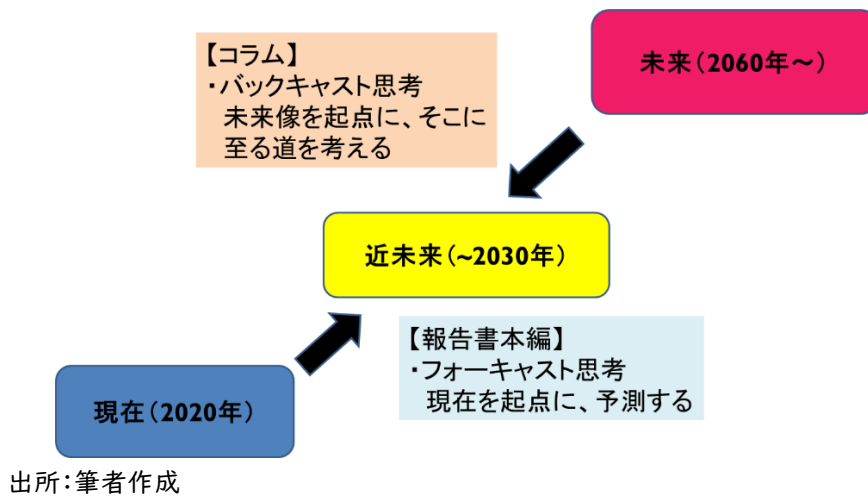 【コラム】
・バックキャスト思考
未来像を起点に、そこに
至る道を考える
未来(2060年～)
近未来(~2030年)
【報告書本編】
・フォーキャスト思考
現在を起点に、予測する
現在(2020年)
出所:筆者作成